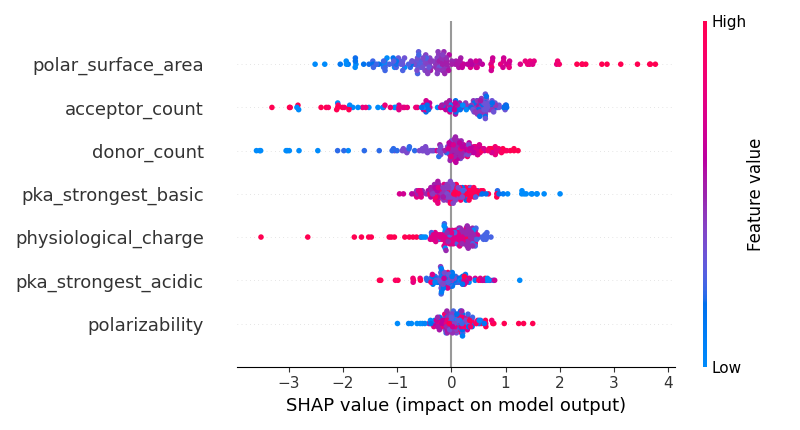 High
polar_surface_area
acceptor_count
donor_count
pka_strongest_basic
physiological_charge
pka_strongest_acidic
polarizability
Feature value
Low
−3 −2 −1 0 1 2 3 4
SHAP value (impact on model output)